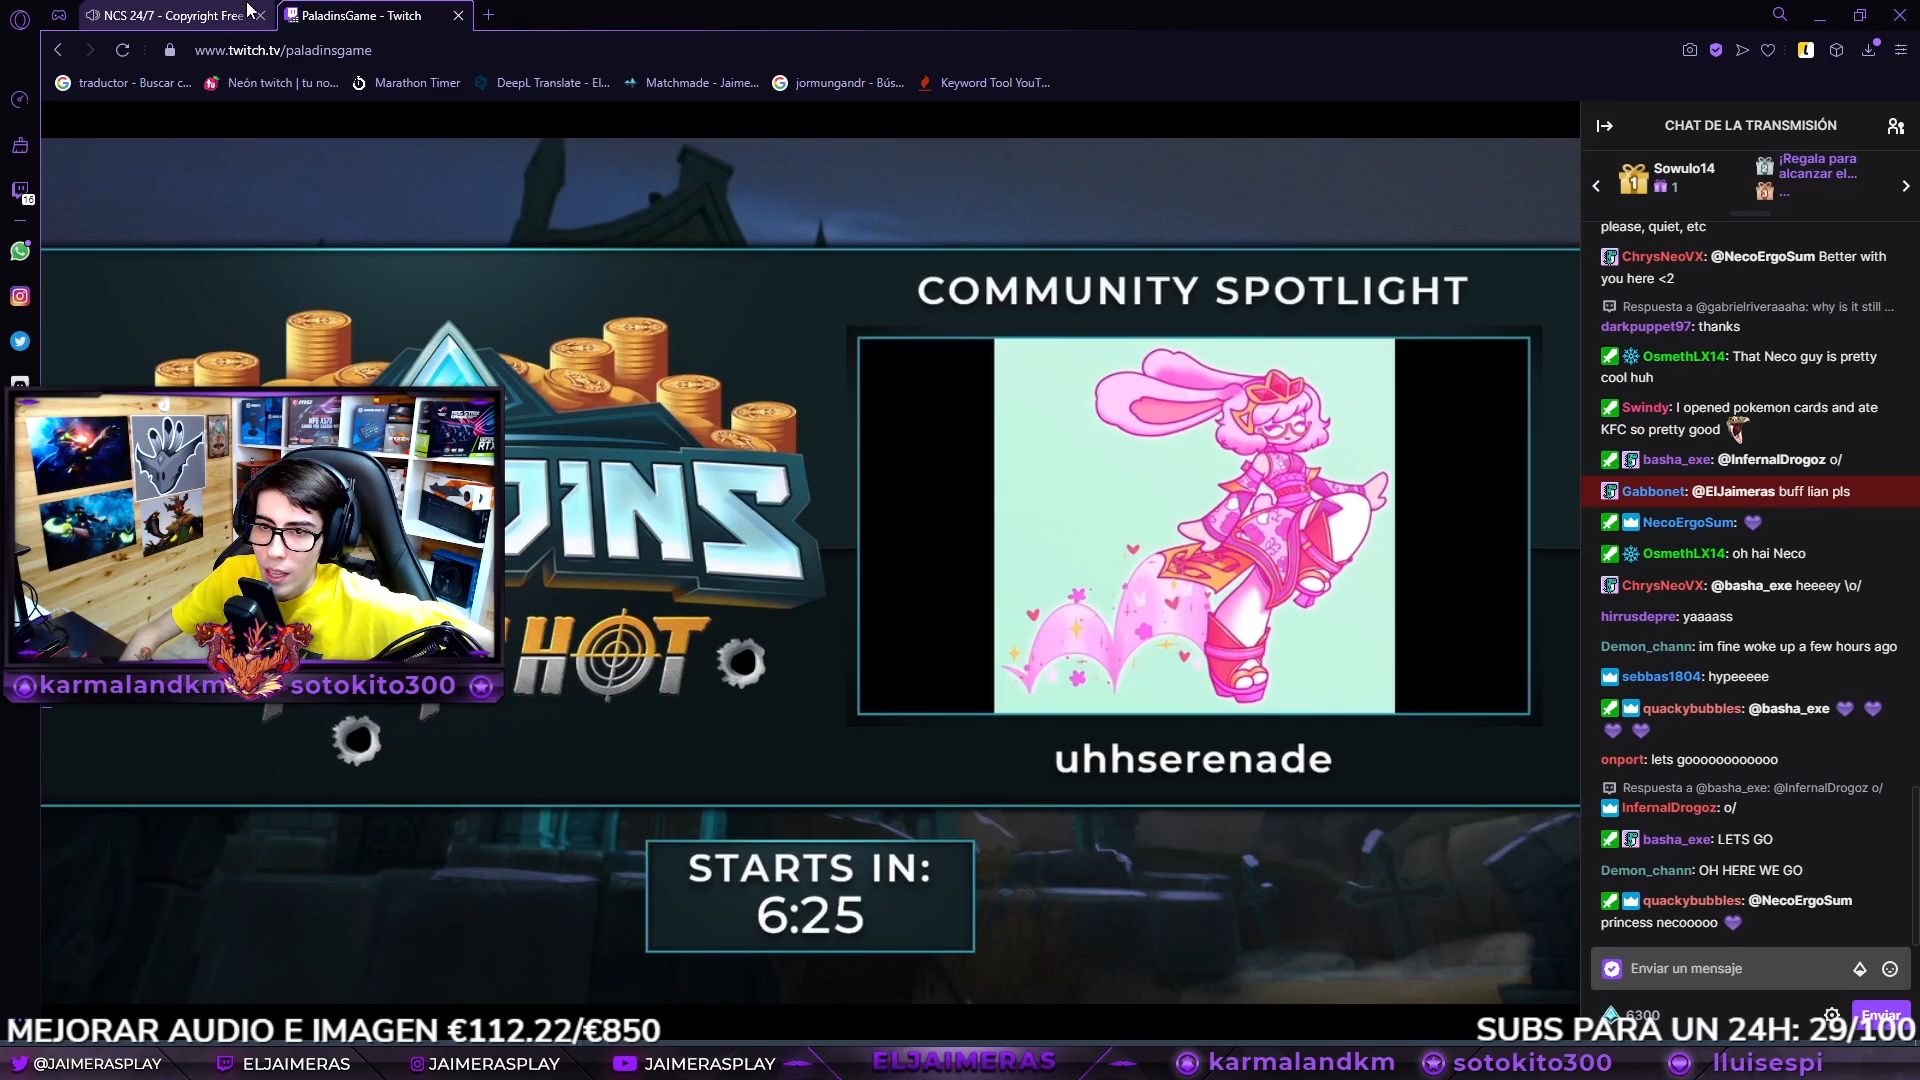 NCS 24/7 - Copyright Free
PaladinsGame - Twitch
www.twitch.tv/paladinsgame
traductor - Buscar c...
Neón twitch | tu no...
Marathon Timer
DeepL Translate - El...
Matchmade - Jaime...
jormungandr - Bús...
Keyword Tool YouT...
16
COMMUNITY SPOTLIGHT
HOT
uhhserenade
STARTS IN:
6:25
karmalandkm
sotokito300
CHAT DE LA TRANSMISIÓN
1
Sowulo14
1
2
3
¡Regala para
alcanzar el...
...
please, quiet, etc
ChrysNeoVX: @NecoErgoSum Better with
you here <2
Respuesta a @gabrielriveraaaha: why is it still ...
darkpuppet97: thanks
OsmethLX14: That Neco guy is pretty
cool huh
Swindy: I opened pokemon cards and ate
KFC so pretty good
basha_exe: @InfernalDrogoz o/
Gabbonet: @ElJaimeras buff lian pls
NecoErgoSum:
OsmethLX14: oh hai Neco
ChrysNeoVX: @basha_exe heeeey \o/
hirrusdepre: yaaaass
Demon_chann: im fine woke up a few hours ago
sebbas1804: hypeeeee
quackybubbles: @basha_exe
onport: lets goooooooooooo
Respuesta a @basha_exe: @InfernalDrogoz o/
InfernalDrogoz: o/
basha_exe: LETS GO
Demon_chann: OH HERE WE GO
quackybubbles: @NecoErgoSum
princess necooooo
Enviar un mensaje
6300
Enviar
MEJORAR AUDIO E IMAGEN €112.22/€850
SUBS PARA UN 24H: 29/100
@JAIMERASPLAY
ELJAIMERAS
JAIMERASPLAY
JAIMERASPLAY
ELJAIMERAS
karmalandkm
sotokito300
lluisespi